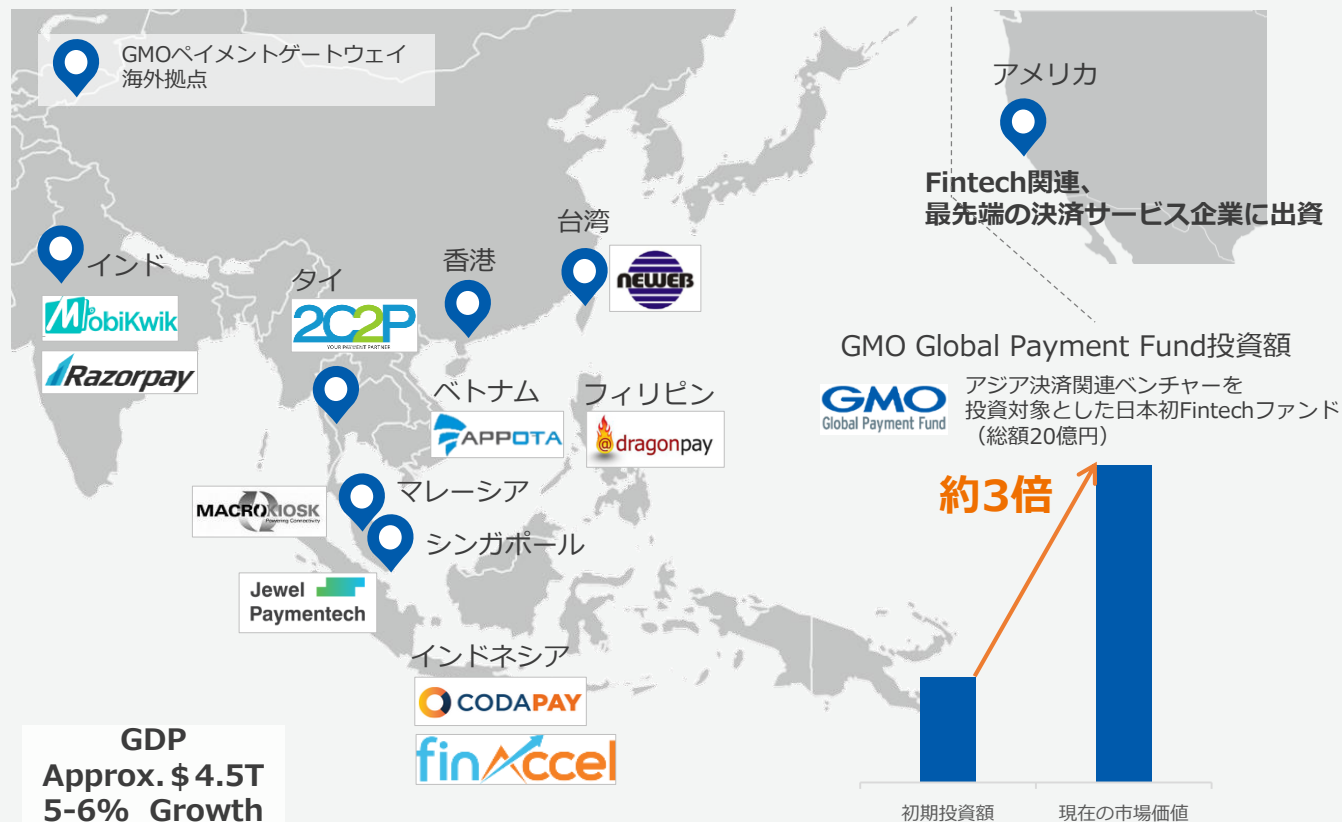 GMOペイメントゲートウェイ
海外拠点
アメリカ
Fintech関連、
最先端の決済サービス企業に出資
台湾
NEWEB
インド
MobiKwik
Razorpay
タイ
2C2P
YOUR PAYMENT PARTNER
香港
ベトナム
APPOTA
フィリピン
@dragonpay
マレーシア
MACROKIOSK
Powering Connectivity
シンガポール
Jewel
Paymentech
インドネシア
CODAPAY
finAccel
GDP
Approx.$4.5T
5-6% Growth
GMO Global Payment Fund投資額
GMO
Global Payment Fund
アジア決済関連ベンチャーを
投資対象とした日本初Fintechファンド
（総額20億円）
約3倍
初期投資額
現在の市場価値